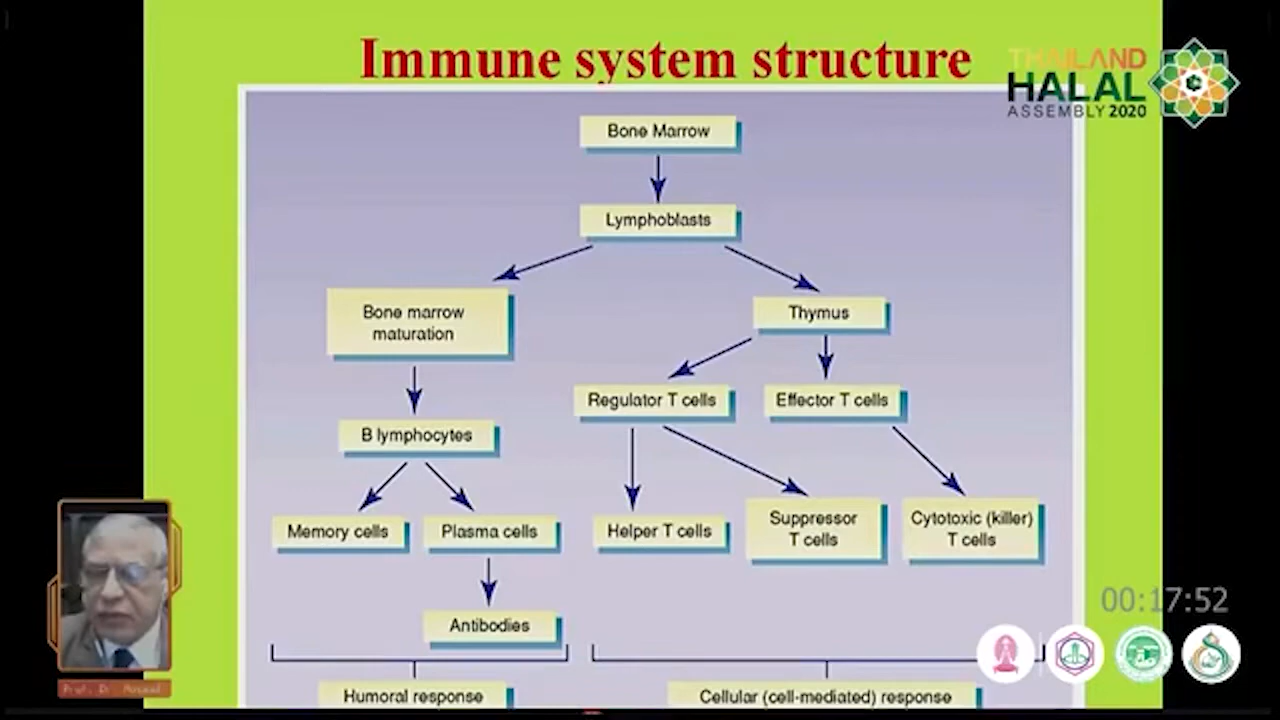 Immune system structure
THAILAND
HALAL
ASSEMBLY 2020
Bone Marrow
Lymphoblasts
Bone marrow
maturation
Thymus
Regulator T cells
Effector T cells
B lymphocytes
Memory cells
Plasma cells
Helper T cells
Suppressor
T cells
Cytotoxic (killer)
T cells
Antibodies
00:17:52
Humoral response
Cellular (cell-mediated) response
Prof. Dr.